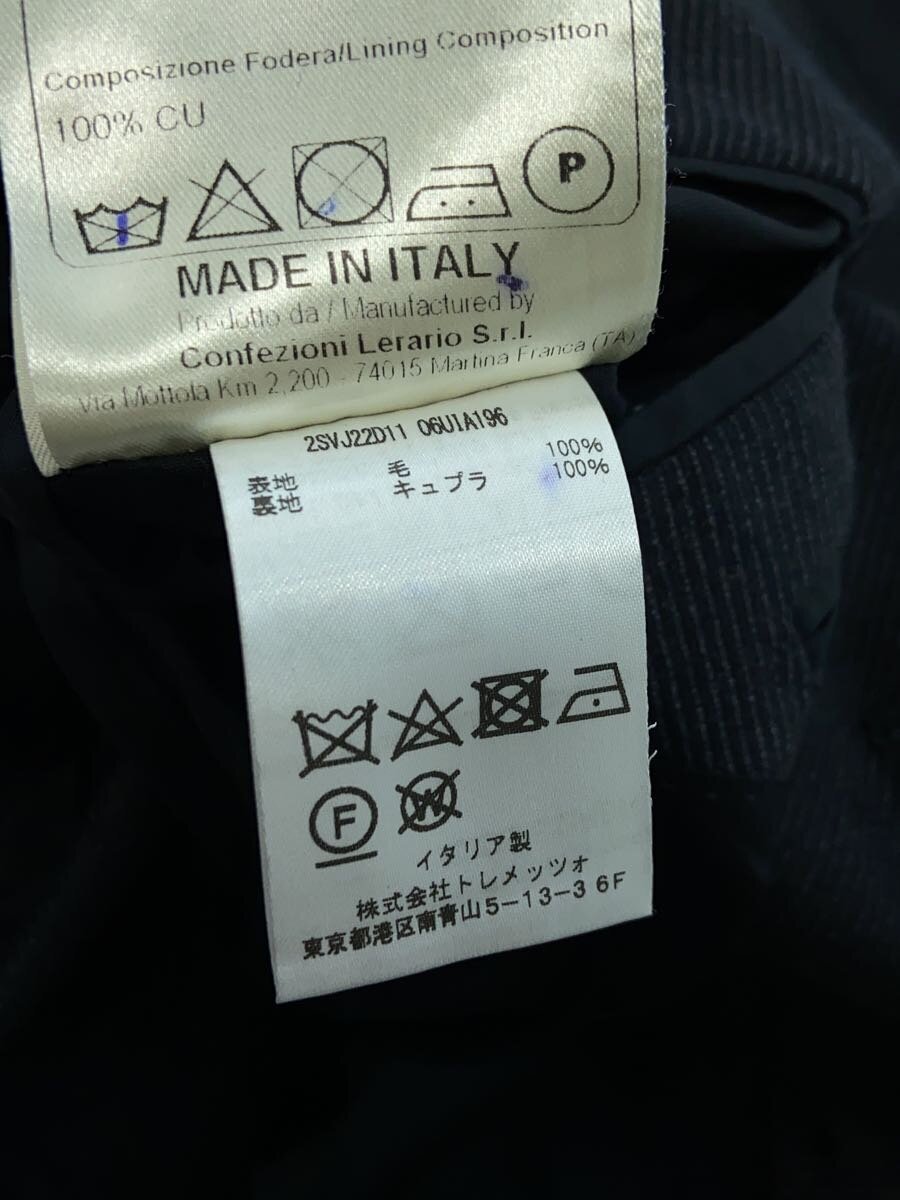 Composizione Fodera/Lining Composition
100% CU
P
MADE IN ITALY
Prodotto da / Manufactured by
Confezioni Lerario S.r.l.
Via Mottola Km 2,200 - 74015 Martina Franca (TA)
2SVJ22D11 06UIA196
表地 毛 100%
裏地 キュプラ 100%
F W
イタリア製
株式会社トレメッツォ
東京都港区南青山5-13-3 6F